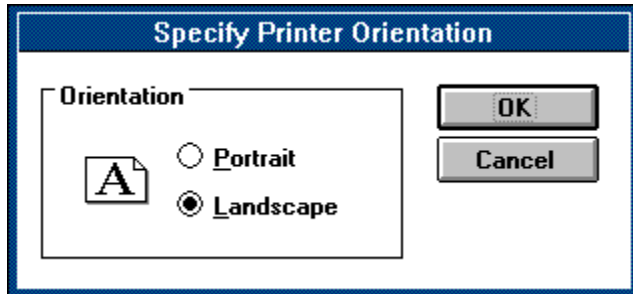 Specify Printer Orientation
Orientation
A
Portrait
Landscape
OK
Cancel